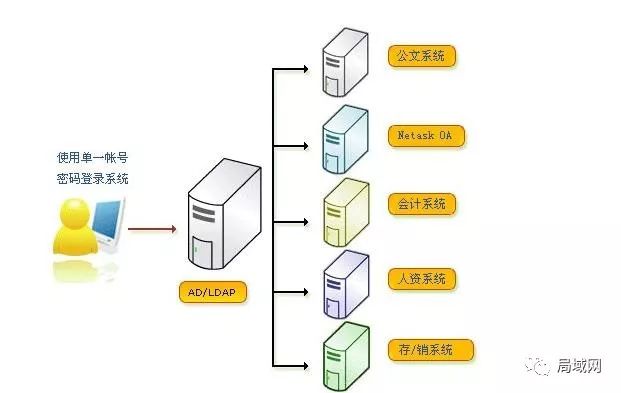 公文系统
Netask OA
使用单一帐号
密码登录系统
会计系统
AD/LDAP
人资系统
存/销系统
局域网